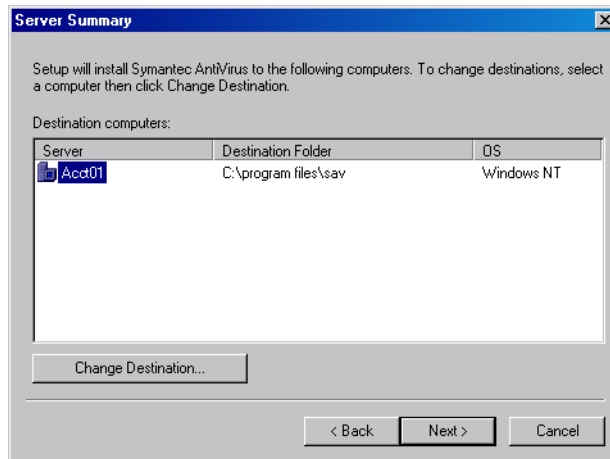 Server Summary
Setup will install Symantec AntiVirus to the following computers. To change destinations, select
a computer then click Change Destination.
Destination computers:
Server Destination Folder OS
Acct01 C:\program files\sav Windows NT
Change Destination...
< Back Next > Cancel